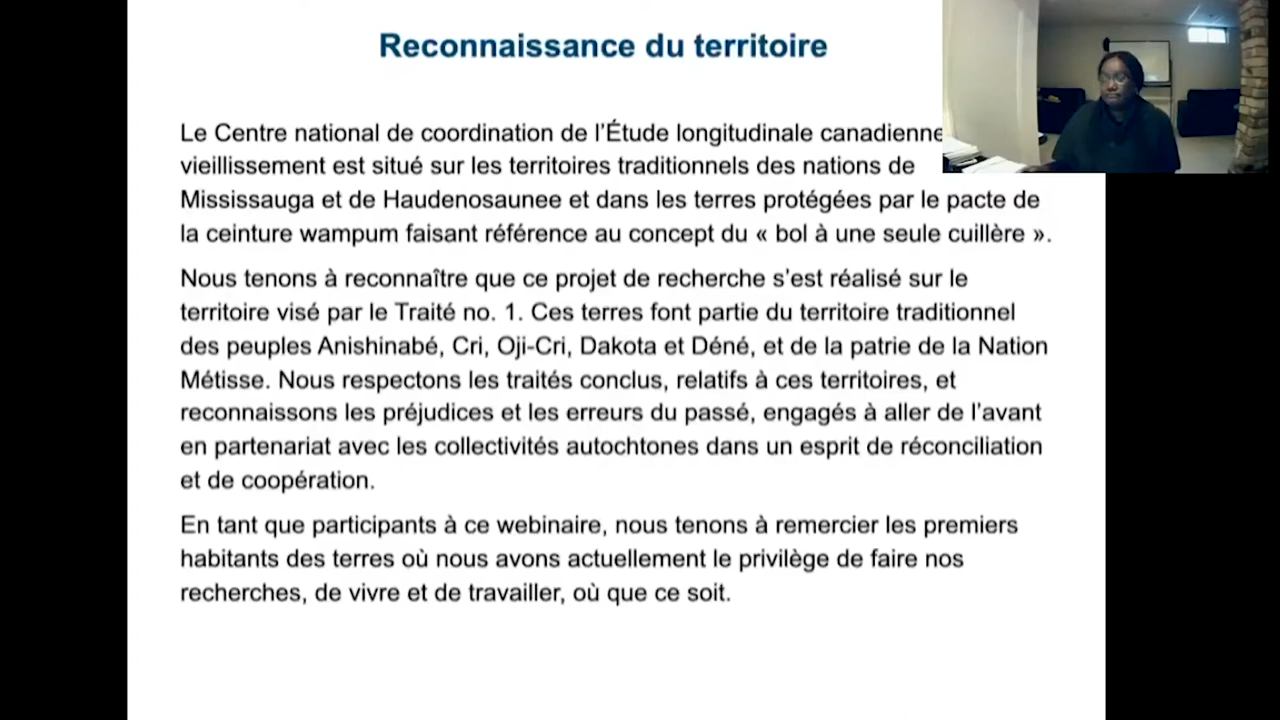 Reconnaissance du territoire
Le Centre national de coordination de l’Étude longitudinale canadienne
vieillissement est situé sur les territoires traditionnels des nations de
Mississauga et de Haudenosaunee et dans les terres protégées par le pacte de
la ceinture wampum faisant référence au concept du « bol à une seule cuillère ».
Nous tenons à reconnaître que ce projet de recherche s’est réalisé sur le
territoire visé par le Traité no. 1. Ces terres font partie du territoire traditionnel
des peuples Anishinabé, Cri, Oji-Cri, Dakota et Déné, et de la patrie de la Nation
Métisse. Nous respectons les traités conclus, relatifs à ces territoires, et
reconnaissons les préjudices et les erreurs du passé, engagés à aller de l’avant
en partenariat avec les collectivités autochtones dans un esprit de réconciliation
et de coopération.
En tant que participants à ce webinaire, nous tenons à remercier les premiers
habitants des terres où nous avons actuellement le privilège de faire nos
recherches, de vivre et de travailler, où que ce soit.